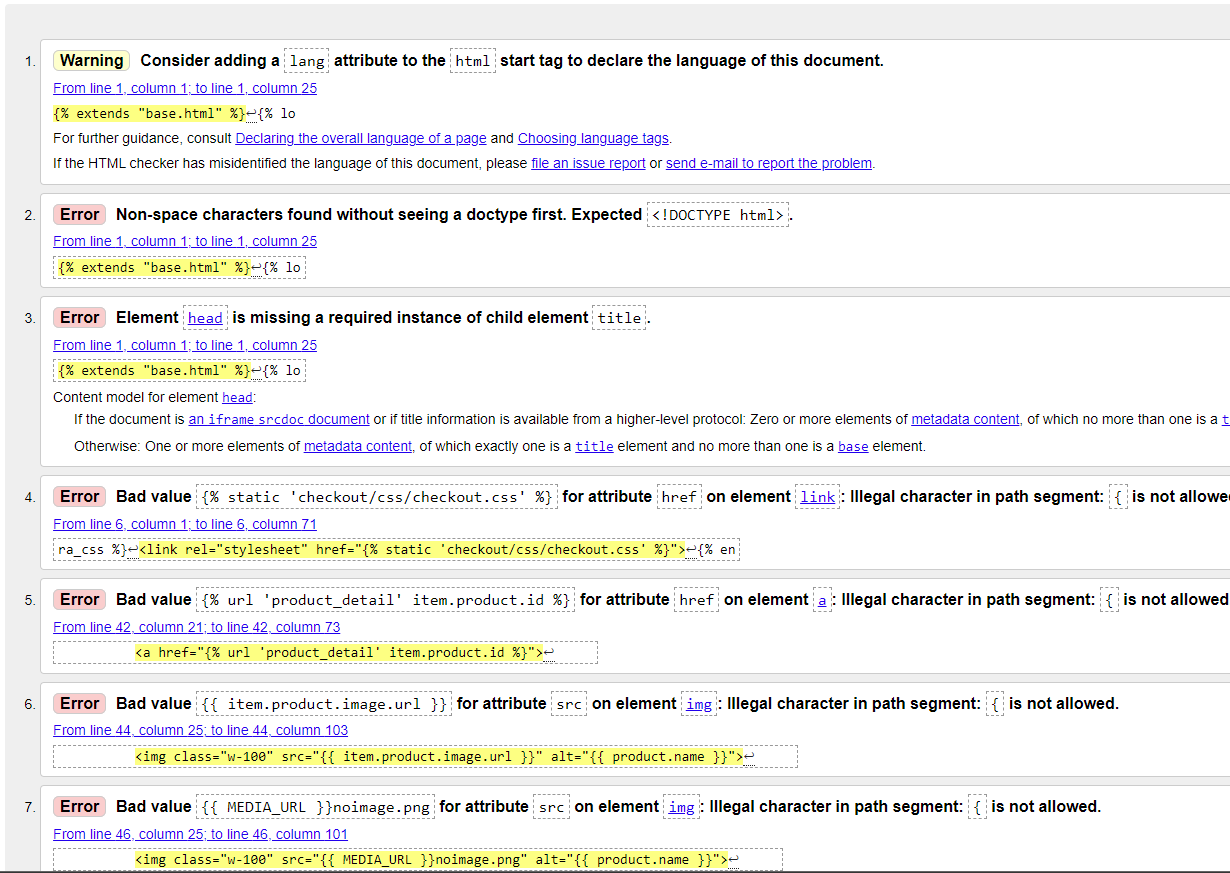 1. Warning Consider adding a lang attribute to the html start tag to declare the language of this document.
From line 1, column 1; to line 1, column 25
{% extends "base.html" %}↩{% lo
For further guidance, consult Declaring the overall language of a page and Choosing language tags.
If the HTML checker has misidentified the language of this document, please file an issue report or send e-mail to report the problem.
2. Error Non-space characters found without seeing a doctype first. Expected <!DOCTYPE html>.
From line 1, column 1; to line 1, column 25
{% extends "base.html" %}↩{% lo
3. Error Element head is missing a required instance of child element title.
From line 1, column 1; to line 1, column 25
{% extends "base.html" %}↩{% lo
Content model for element head:
If the document is an iframe srcdoc document or if title information is available from a higher-level protocol: Zero or more elements of metadata content, of which no more than one is a t
Otherwise: One or more elements of metadata content, of which exactly one is a title element and no more than one is a base element.
4. Error Bad value {% static 'checkout/css/checkout.css' %} for attribute href on element link: Illegal character in path segment: { is not allowe
From line 6, column 1; to line 6, column 71
ra_css %}↩<link rel="stylesheet" href="{% static 'checkout/css/checkout.css' %}">↩{% en
5. Error Bad value {% url 'product_detail' item.product.id %} for attribute href on element a: Illegal character in path segment: { is not allowed
From line 42, column 21; to line 42, column 73
<a href="{% url 'product_detail' item.product.id %}">↩
6. Error Bad value {{ item.product.image.url }} for attribute src on element img: Illegal character in path segment: { is not allowed.
From line 44, column 25; to line 44, column 103
<img class="w-100" src="{{ item.product.image.url }}" alt="{{ product.name }}">↩
7. Error Bad value {{ MEDIA_URL }}noimage.png for attribute src on element img: Illegal character in path segment: { is not allowed.
From line 46, column 25; to line 46, column 101
<img class="w-100" src="{{ MEDIA_URL }}noimage.png" alt="{{ product.name }}">↩